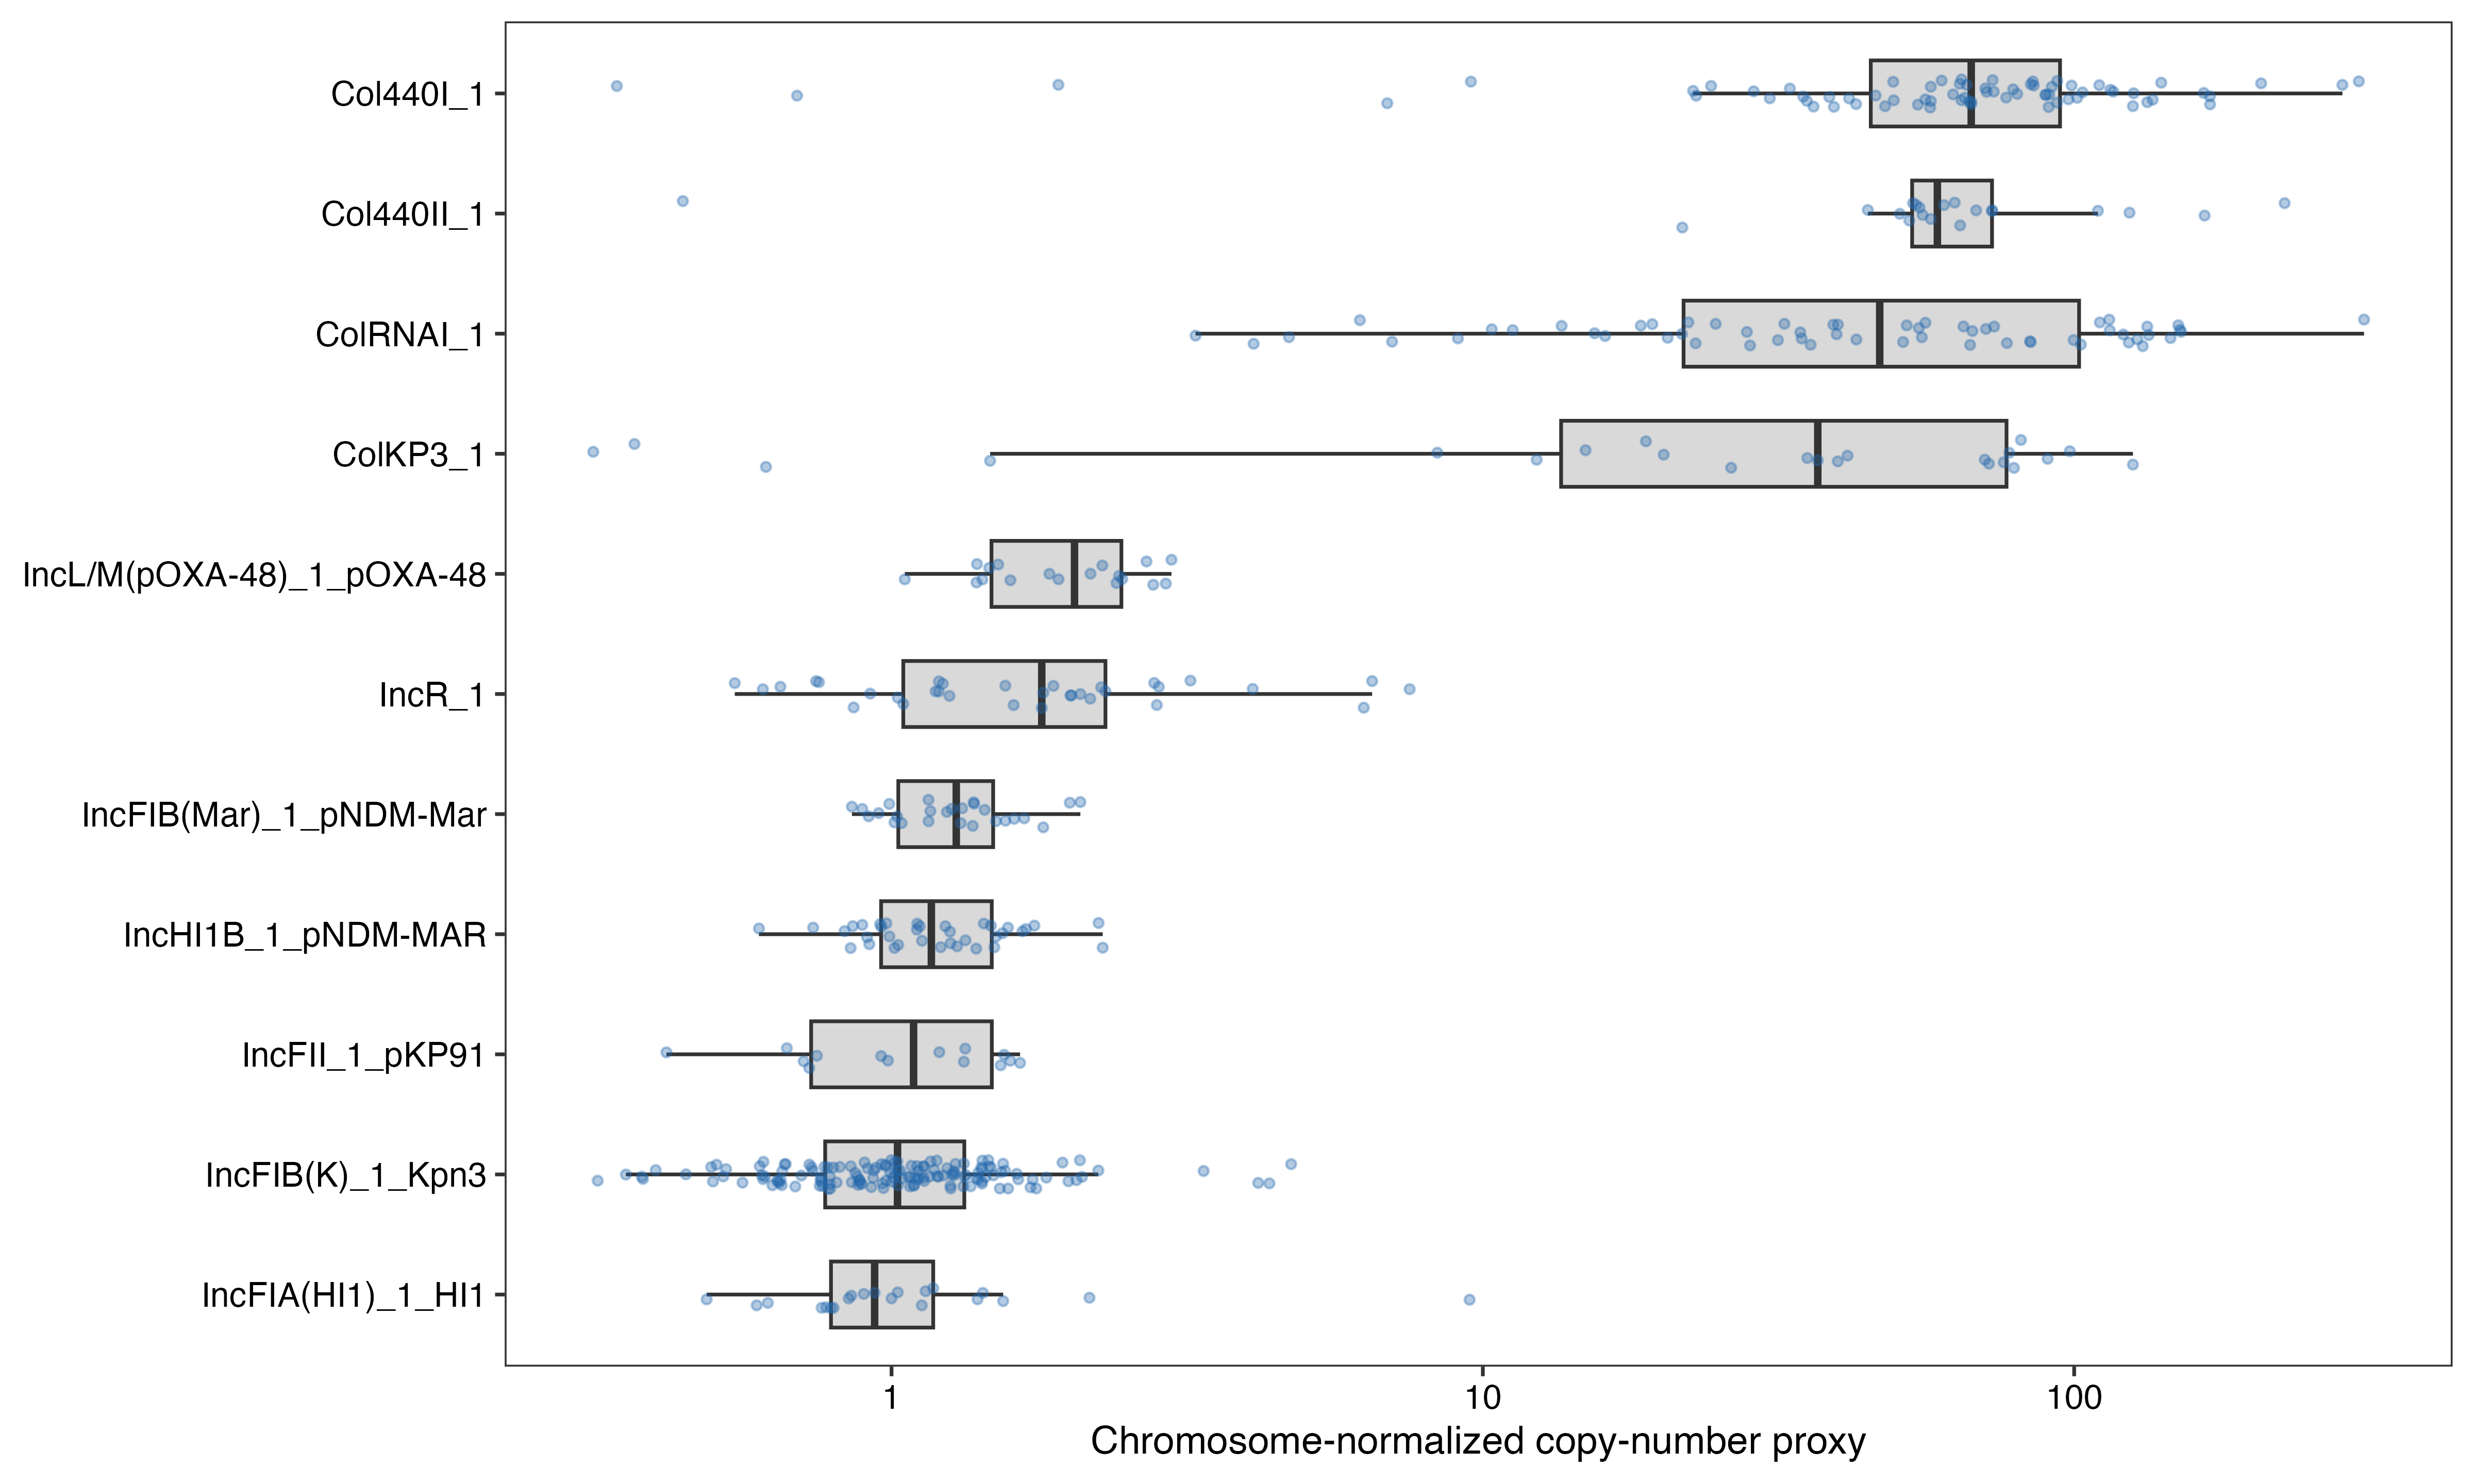 Col440I_1
Col440II_1
ColRNAI_1
ColKP3_1
IncL/M(pOXA-48)_1_pOXA-48
IncR_1
IncFIB(Mar)_1_pNDM-Mar
IncHI1B_1_pNDM-MAR
IncFII_1_pKP91
IncFIB(K)_1_Kpn3
IncFIA(HI1)_1_HI1
1 10 100
Chromosome-normalized copy-number proxy